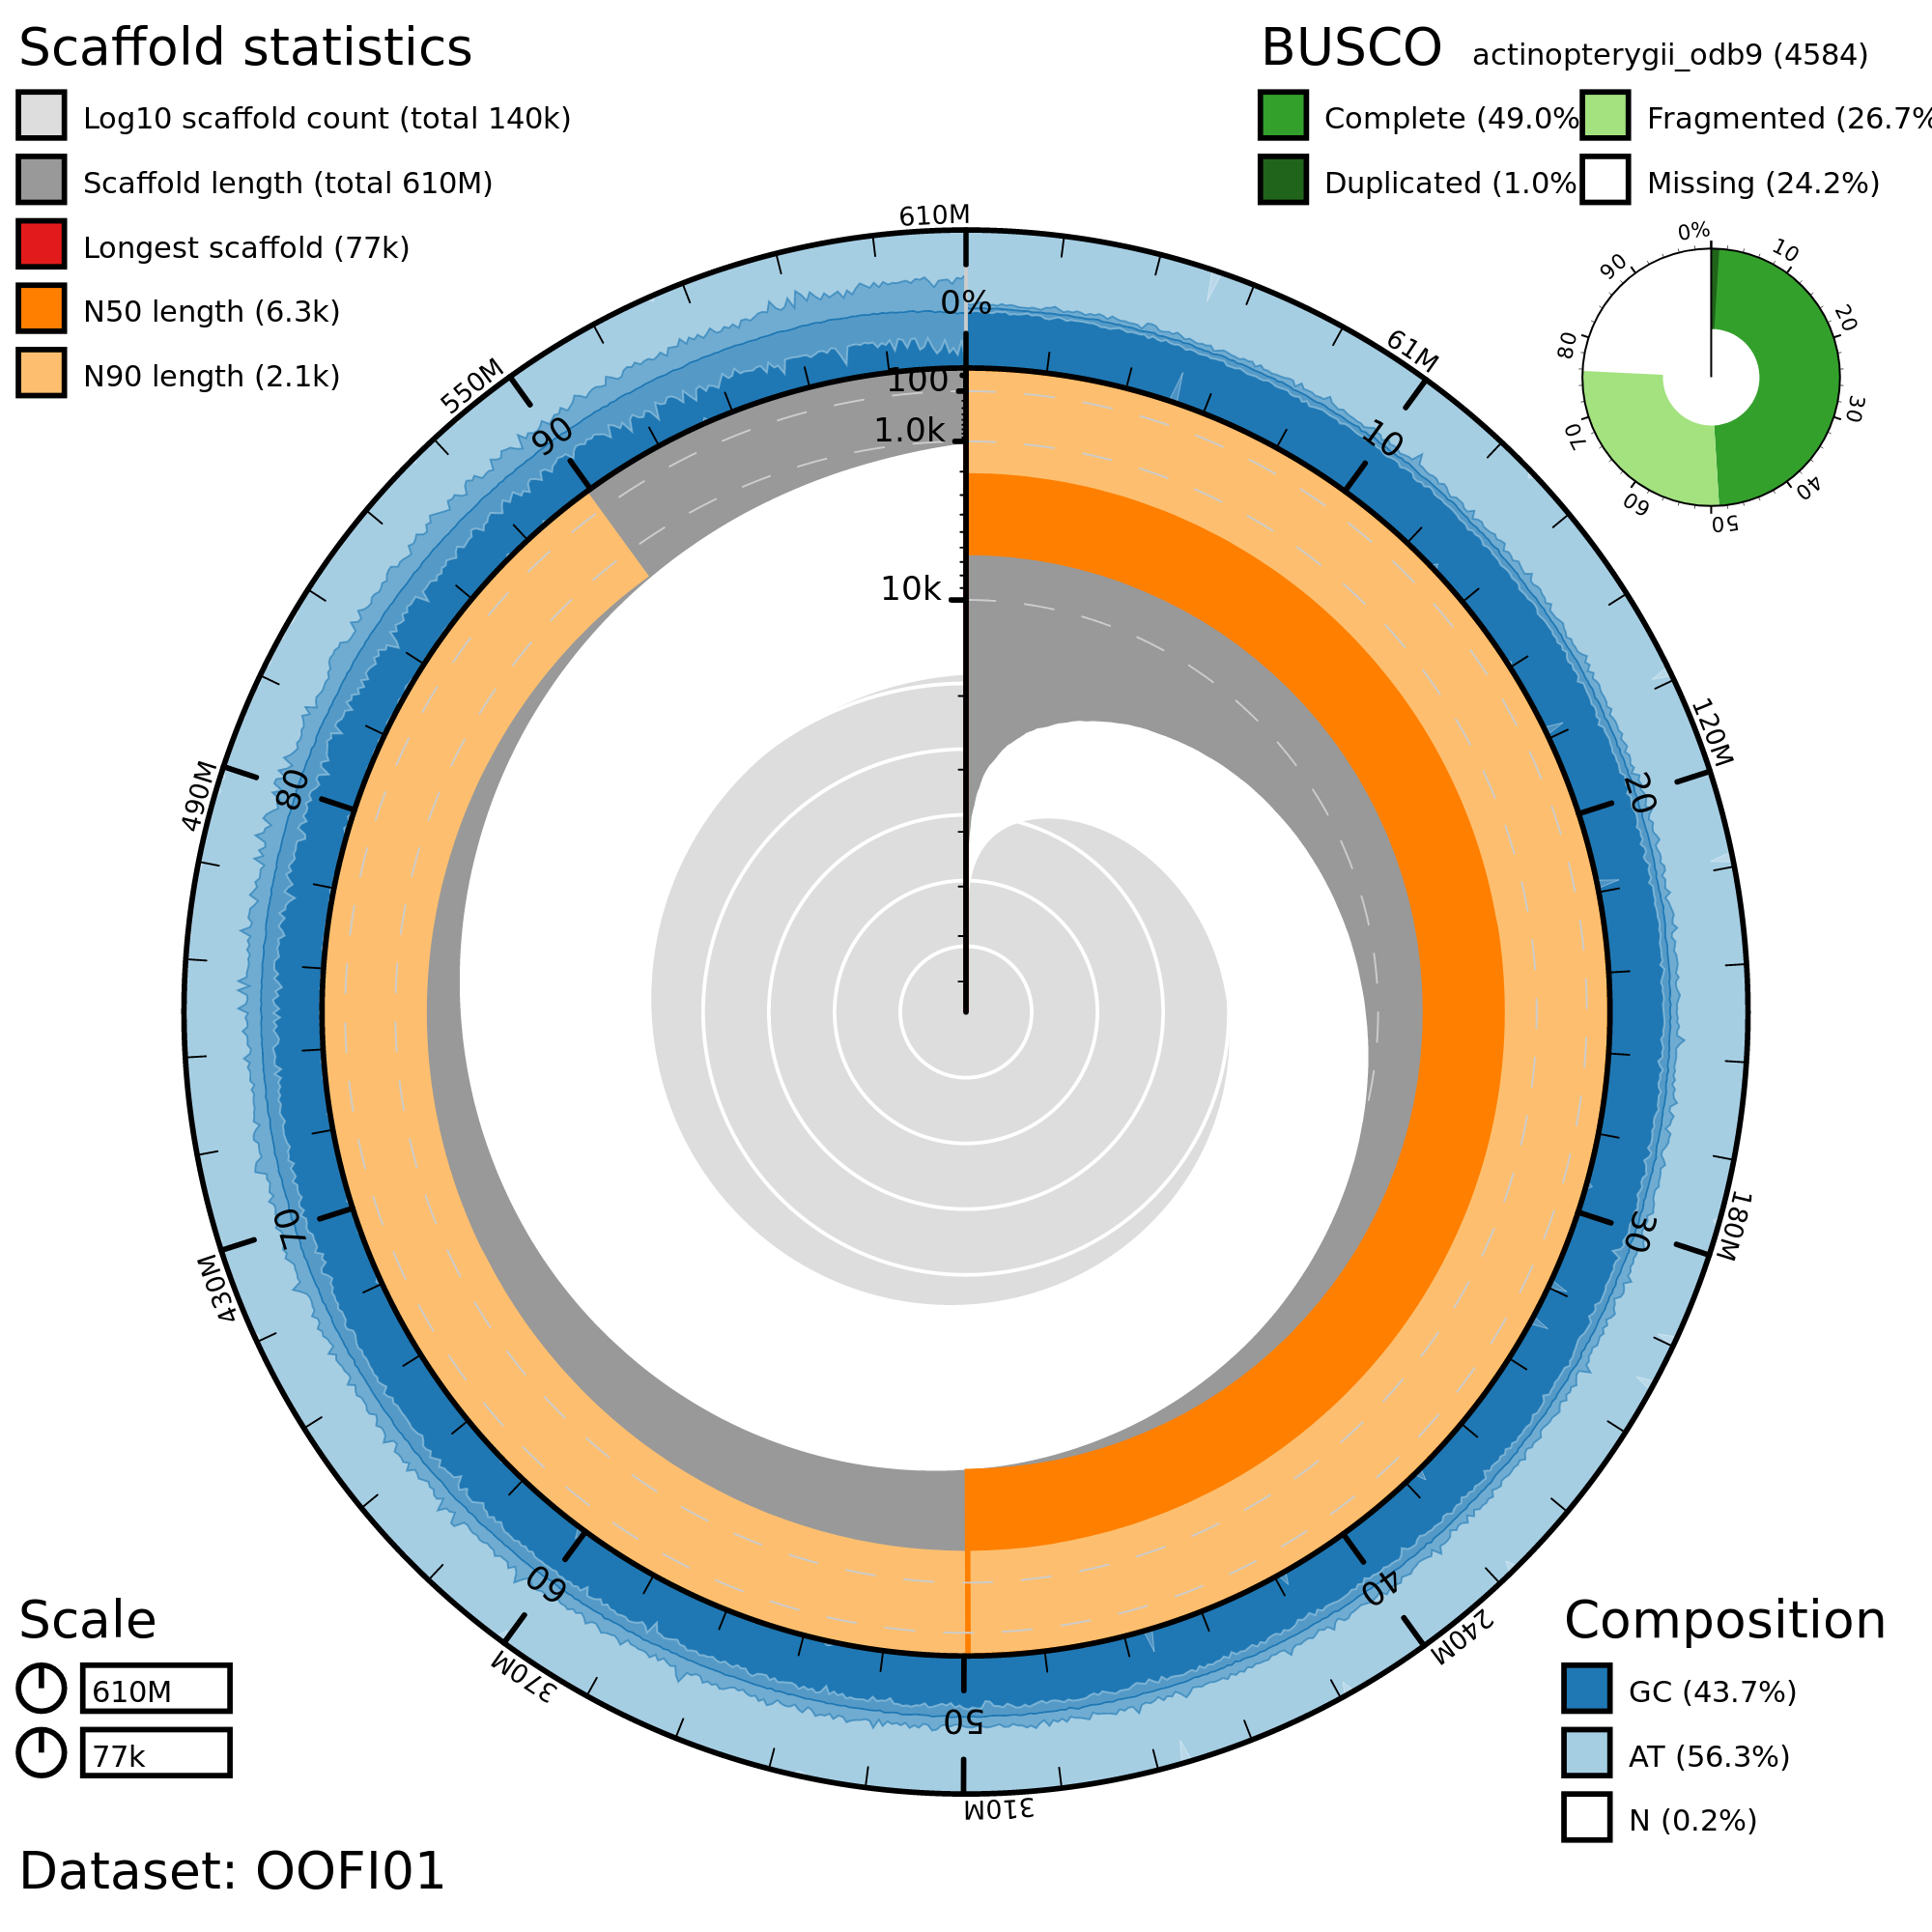 Scaffold statistics
Log10 scaffold count (total 140k)
Scaffold length (total 610M)
Longest scaffold (77k)
N50 length (6.3k)
N90 length (2.1k)
BUSCO actinopterygii_odb9 (4584)
Complete (49.0% Fragmented (26.7%
Duplicated (1.0% Missing (24.2%)
0%
10
20
30
40
50
60
70
80
90
610M
61M
120M
180M
240M
310M
370M
430M
490M
550M
0%
10
20
30
40
50
60
70
80
90
100
1.0k
10k
Scale
610M
77k
Composition
GC (43.7%)
AT (56.3%)
N (0.2%)
Dataset: OOFI01